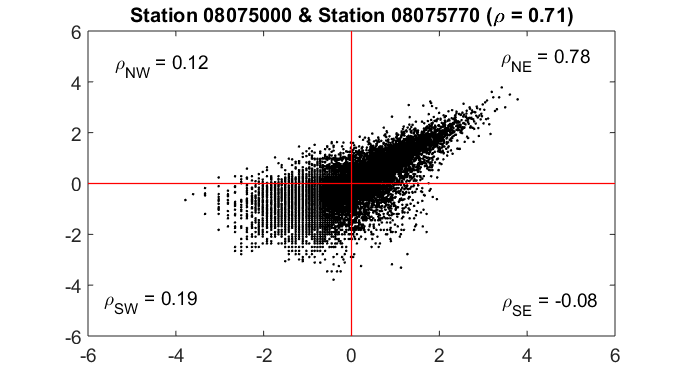 Station 08075000 & Station 08075770 (ρ = 0.71)
6
ρNW = 0.12
ρNE = 0.78
4
2
0
-2
-4
ρSW = 0.19
ρSE = -0.08
-6
-6 -4 -2 0 2 4 6